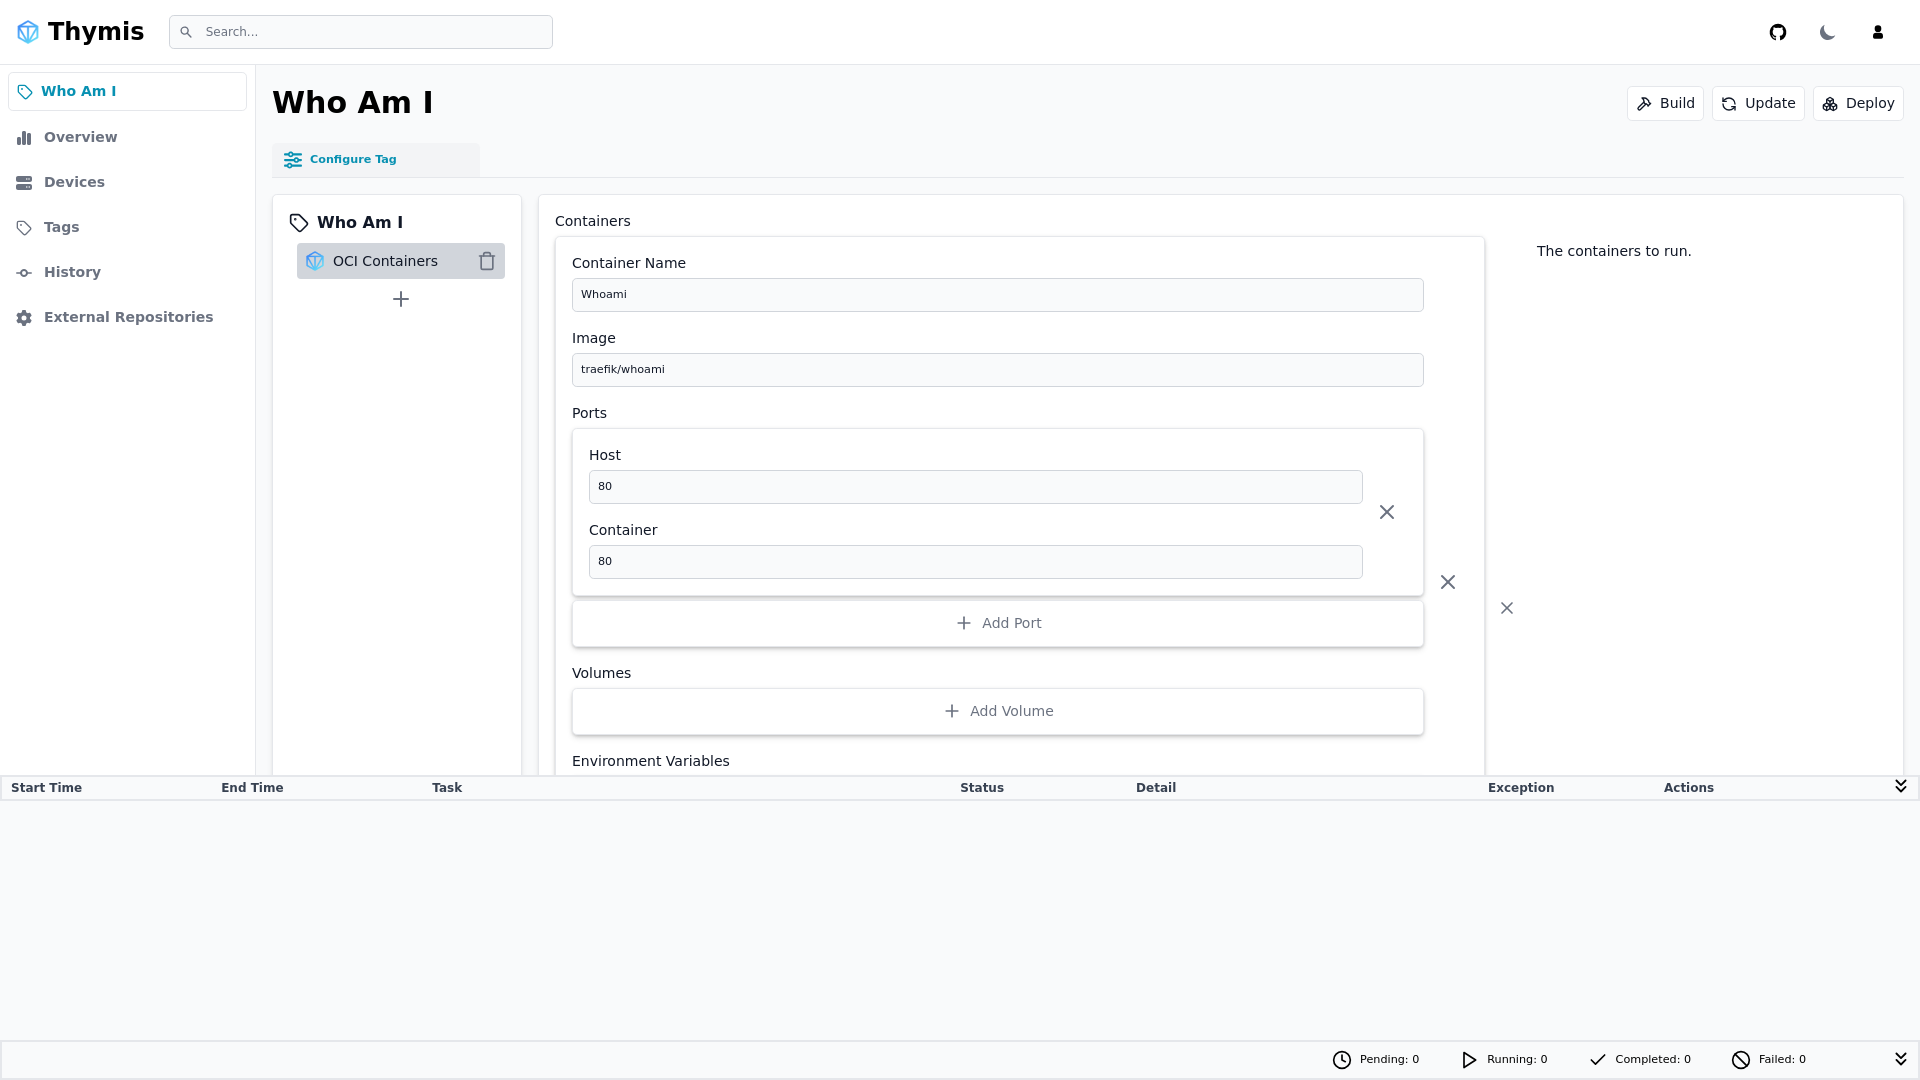 Thymis
Search...
Who Am I
Overview
Devices
Tags
History
External Repositories
Who Am I
Build
Update
Deploy
Configure Tag
Who Am I
OCI Containers
Containers
The containers to run.
Container Name
Whoami
Image
traefik/whoami
Ports
Host
80
Container
80
Add Port
Volumes
Add Volume
Environment Variables
Start Time End Time Task Status Detail Exception Actions
Pending: 0 Running: 0 Completed: 0 Failed: 0